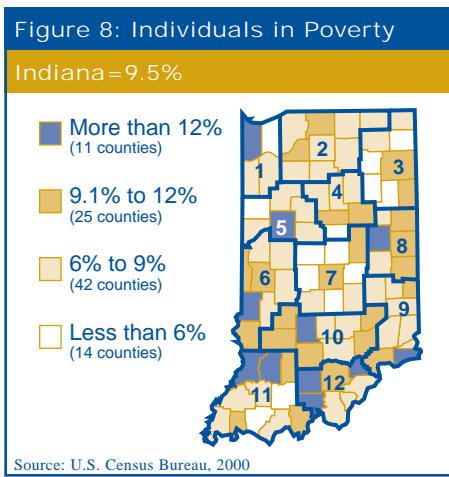 Figure 8: Individuals in Poverty
Indiana=9.5%
More than 12%
(11 counties)
9.1% to 12%
(25 counties)
6% to 9%
(42 counties)
Less than 6%
(14 counties)
1
2
3
4
5
6
7
8
9
10
11
12
Source: U.S. Census Bureau, 2000